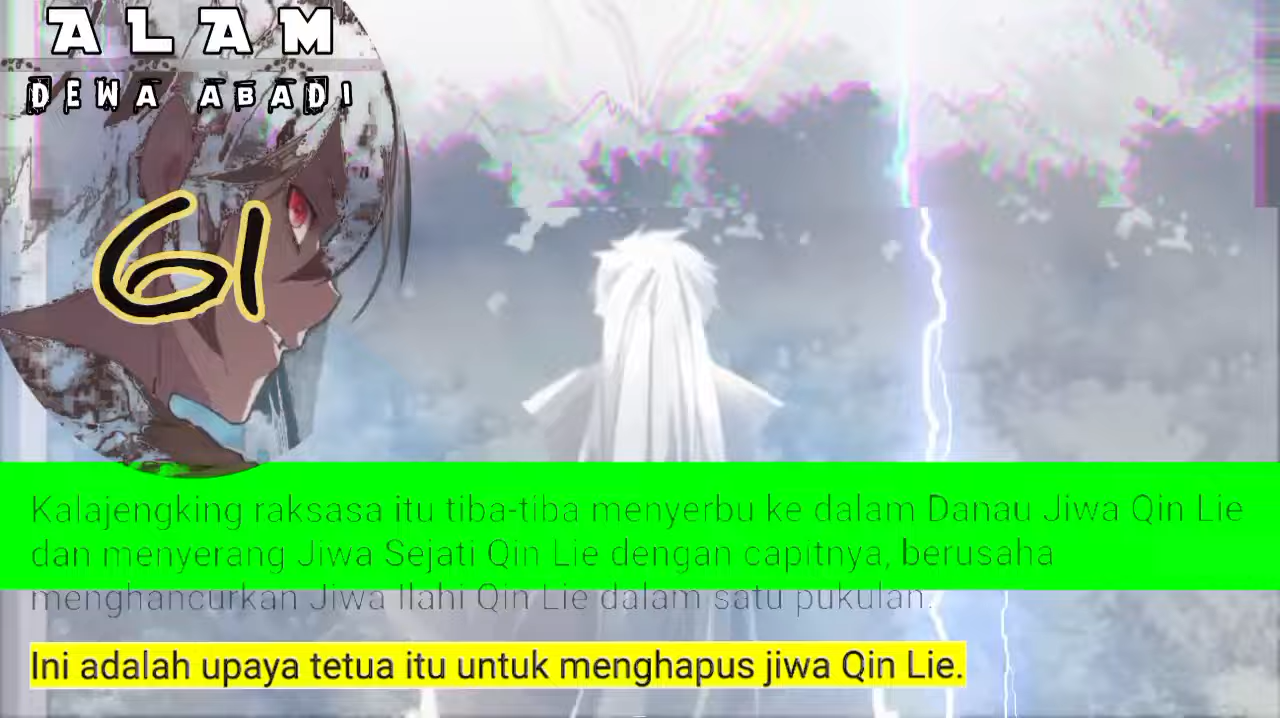 ALAM
DEWA ABADI
61
Kalajengking raksasa itu tiba-tiba menyerbu ke dalam Danau Jiwa Qin Lie
dan menyerang Jiwa Sejati Qin Lie dengan capitnya, berusaha
menghancurkan Jiwa Ilahi Qin Lie dalam satu pukulan.
Ini adalah upaya tetua itu untuk menghapus jiwa Qin Lie.